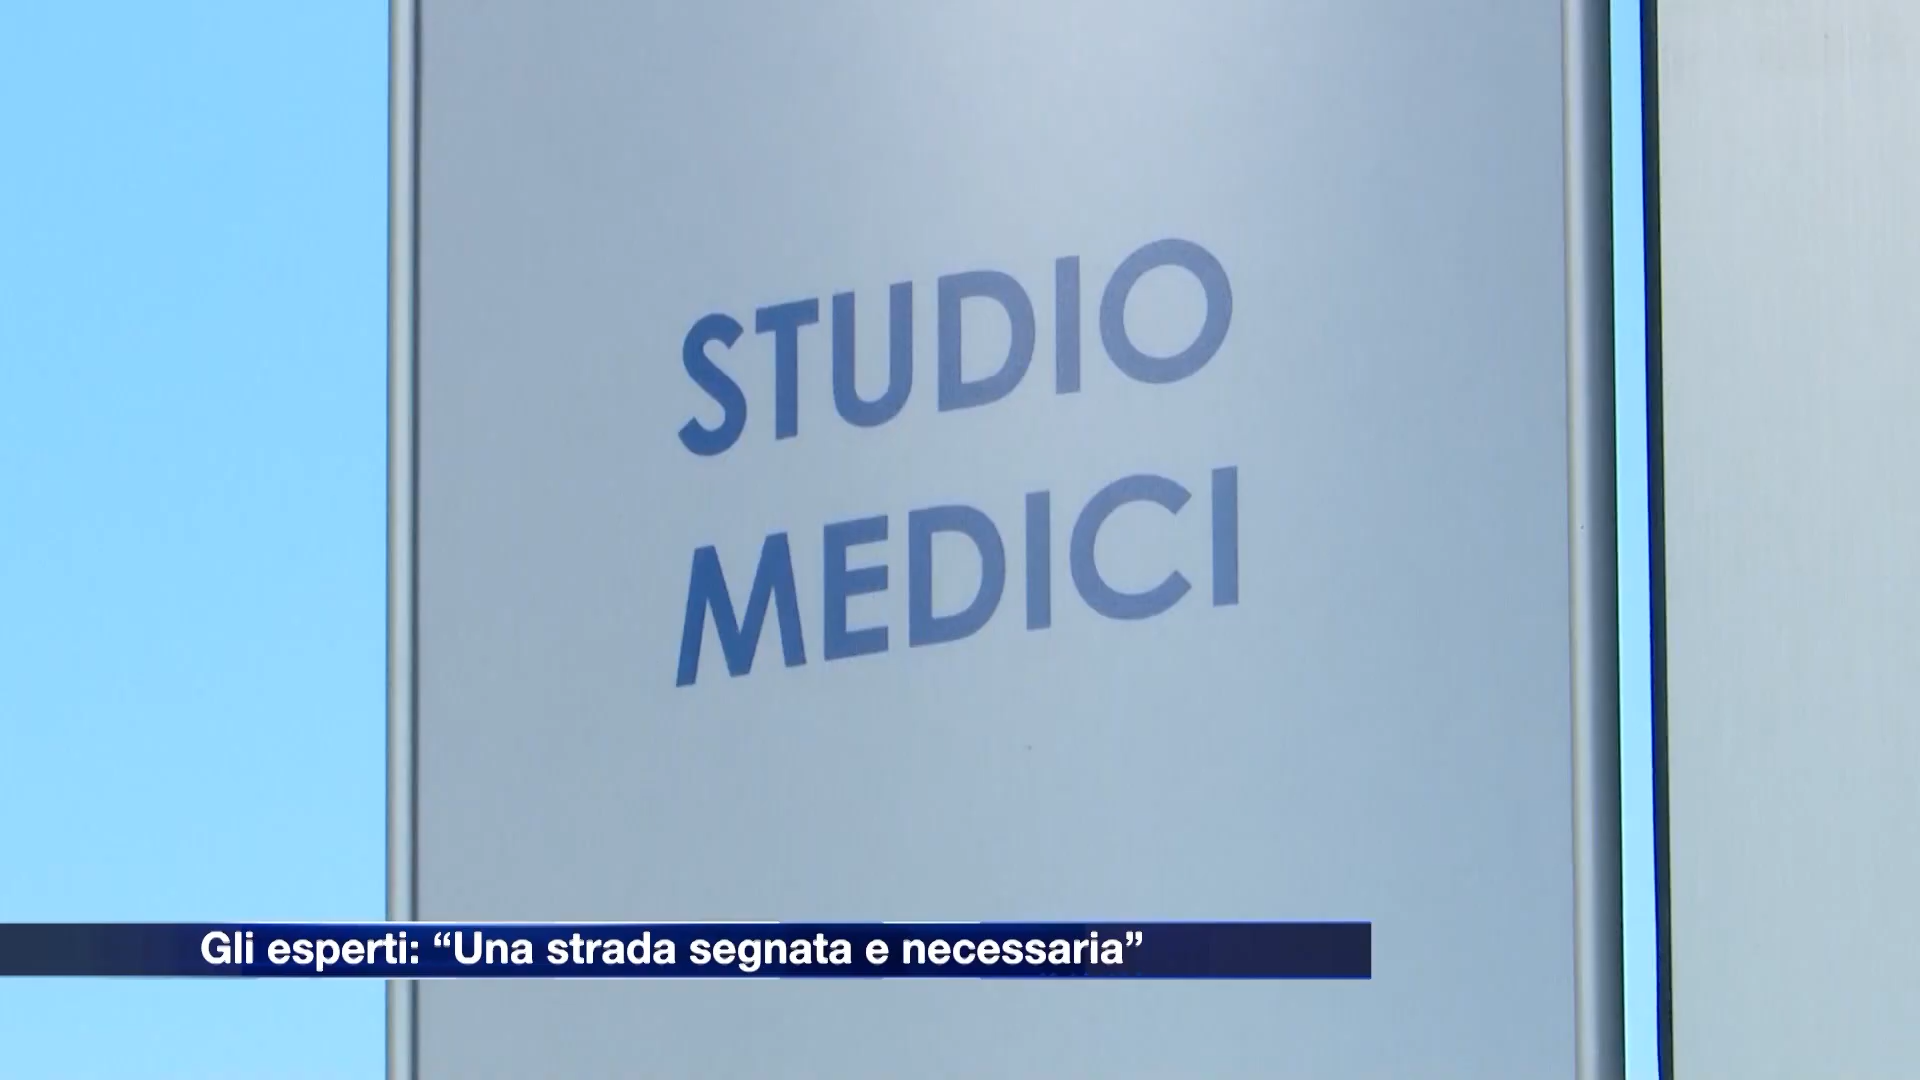 STUDIO
MEDICI
Gli esperti: “Una strada segnata e necessaria”